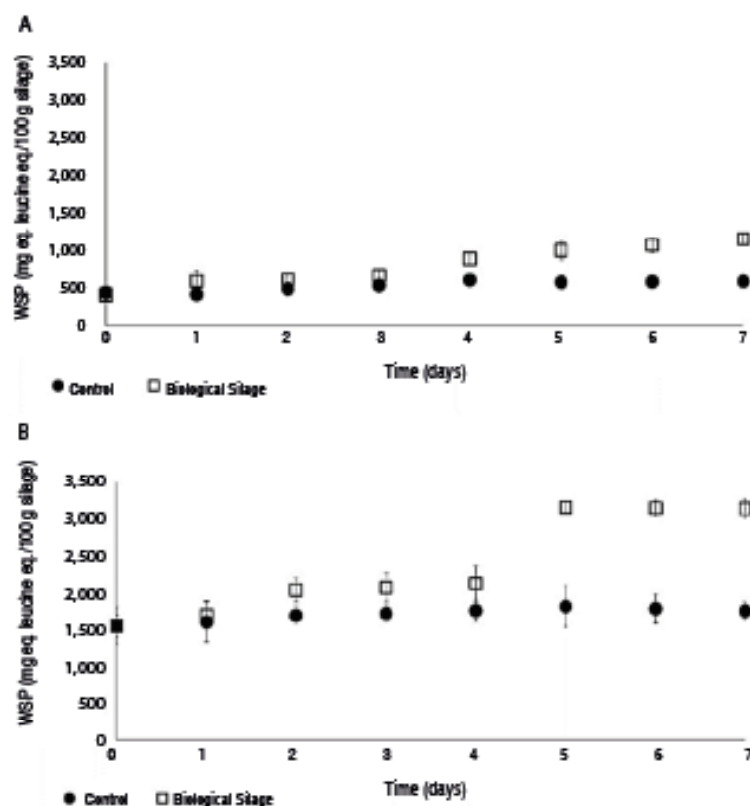 A
WSP (mg eq. leucine eq./100 g silage)
3,500
3,000
2,500
2,000
1,500
1,000
500
0
0 1 2 3 4 5 6 7
Time (days)
Control Biological Silage
B
WSP (mg eq. leucine eq./100 g silage)
3,500
3,000
2,500
2,000
1,500
1,000
500
0
0 1 2 3 4 5 6 7
Time (days)
Control Biological Silage